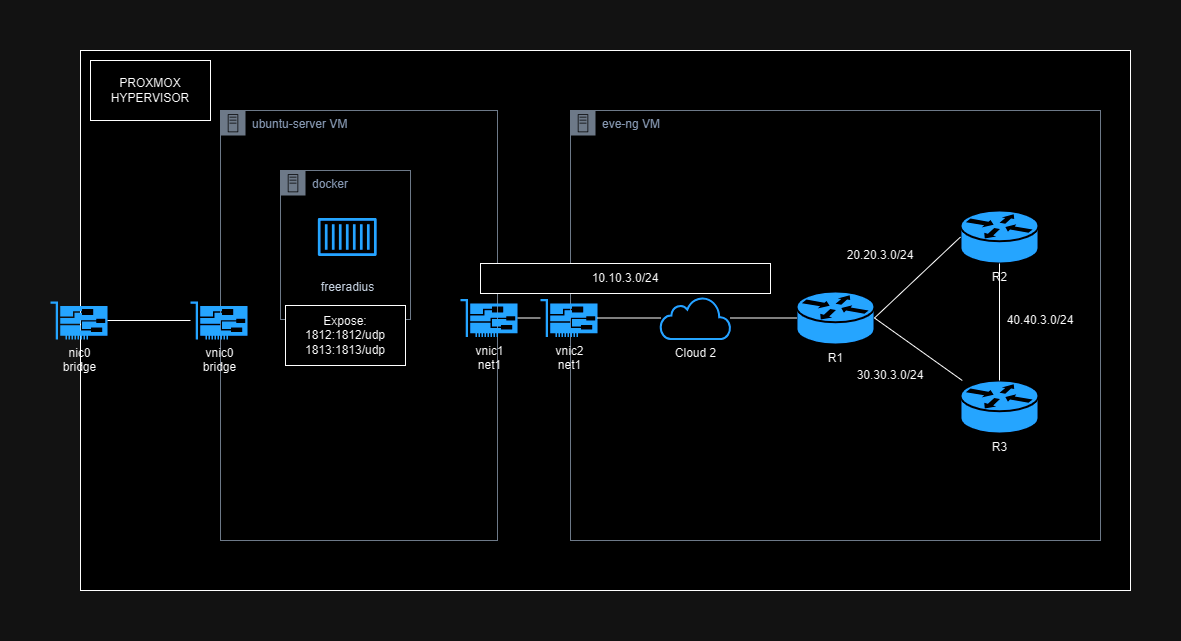 PROXMOX
HYPERVISOR
ubuntu-server VM
eve-ng VM
docker
freeradius
Expose:
1812:1812/udp
1813:1813/udp
nic0
bridge
vnic0
bridge
10.10.3.0/24
vnic1
net1
vnic2
net1
Cloud 2
R1
20.20.3.0/24
R2
40.40.3.0/24
30.30.3.0/24
R3